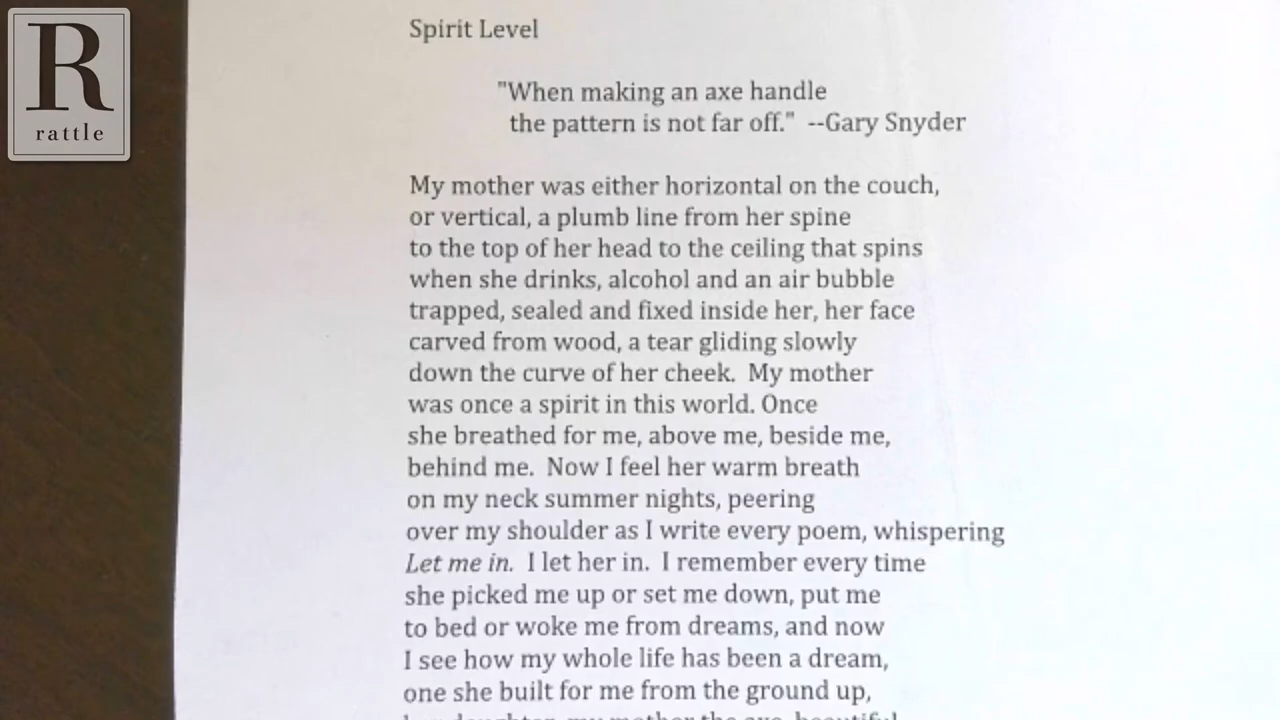 R
rattle
Spirit Level
"When making an axe handle
the pattern is not far off."  --Gary Snyder
My mother was either horizontal on the couch,
or vertical, a plumb line from her spine
to the top of her head to the ceiling that spins
when she drinks, alcohol and an air bubble
trapped, sealed and fixed inside her, her face
carved from wood, a tear gliding slowly
down the curve of her cheek.  My mother
was once a spirit in this world. Once
she breathed for me, above me, beside me,
behind me.  Now I feel her warm breath
on my neck summer nights, peering
over my shoulder as I write every poem, whispering
Let me in.  I let her in.  I remember every time
she picked me up or set me down, put me
to bed or woke me from dreams, and now
I see how my whole life has been a dream,
one she built for me from the ground up,
daughter, my mother the axe, beautiful